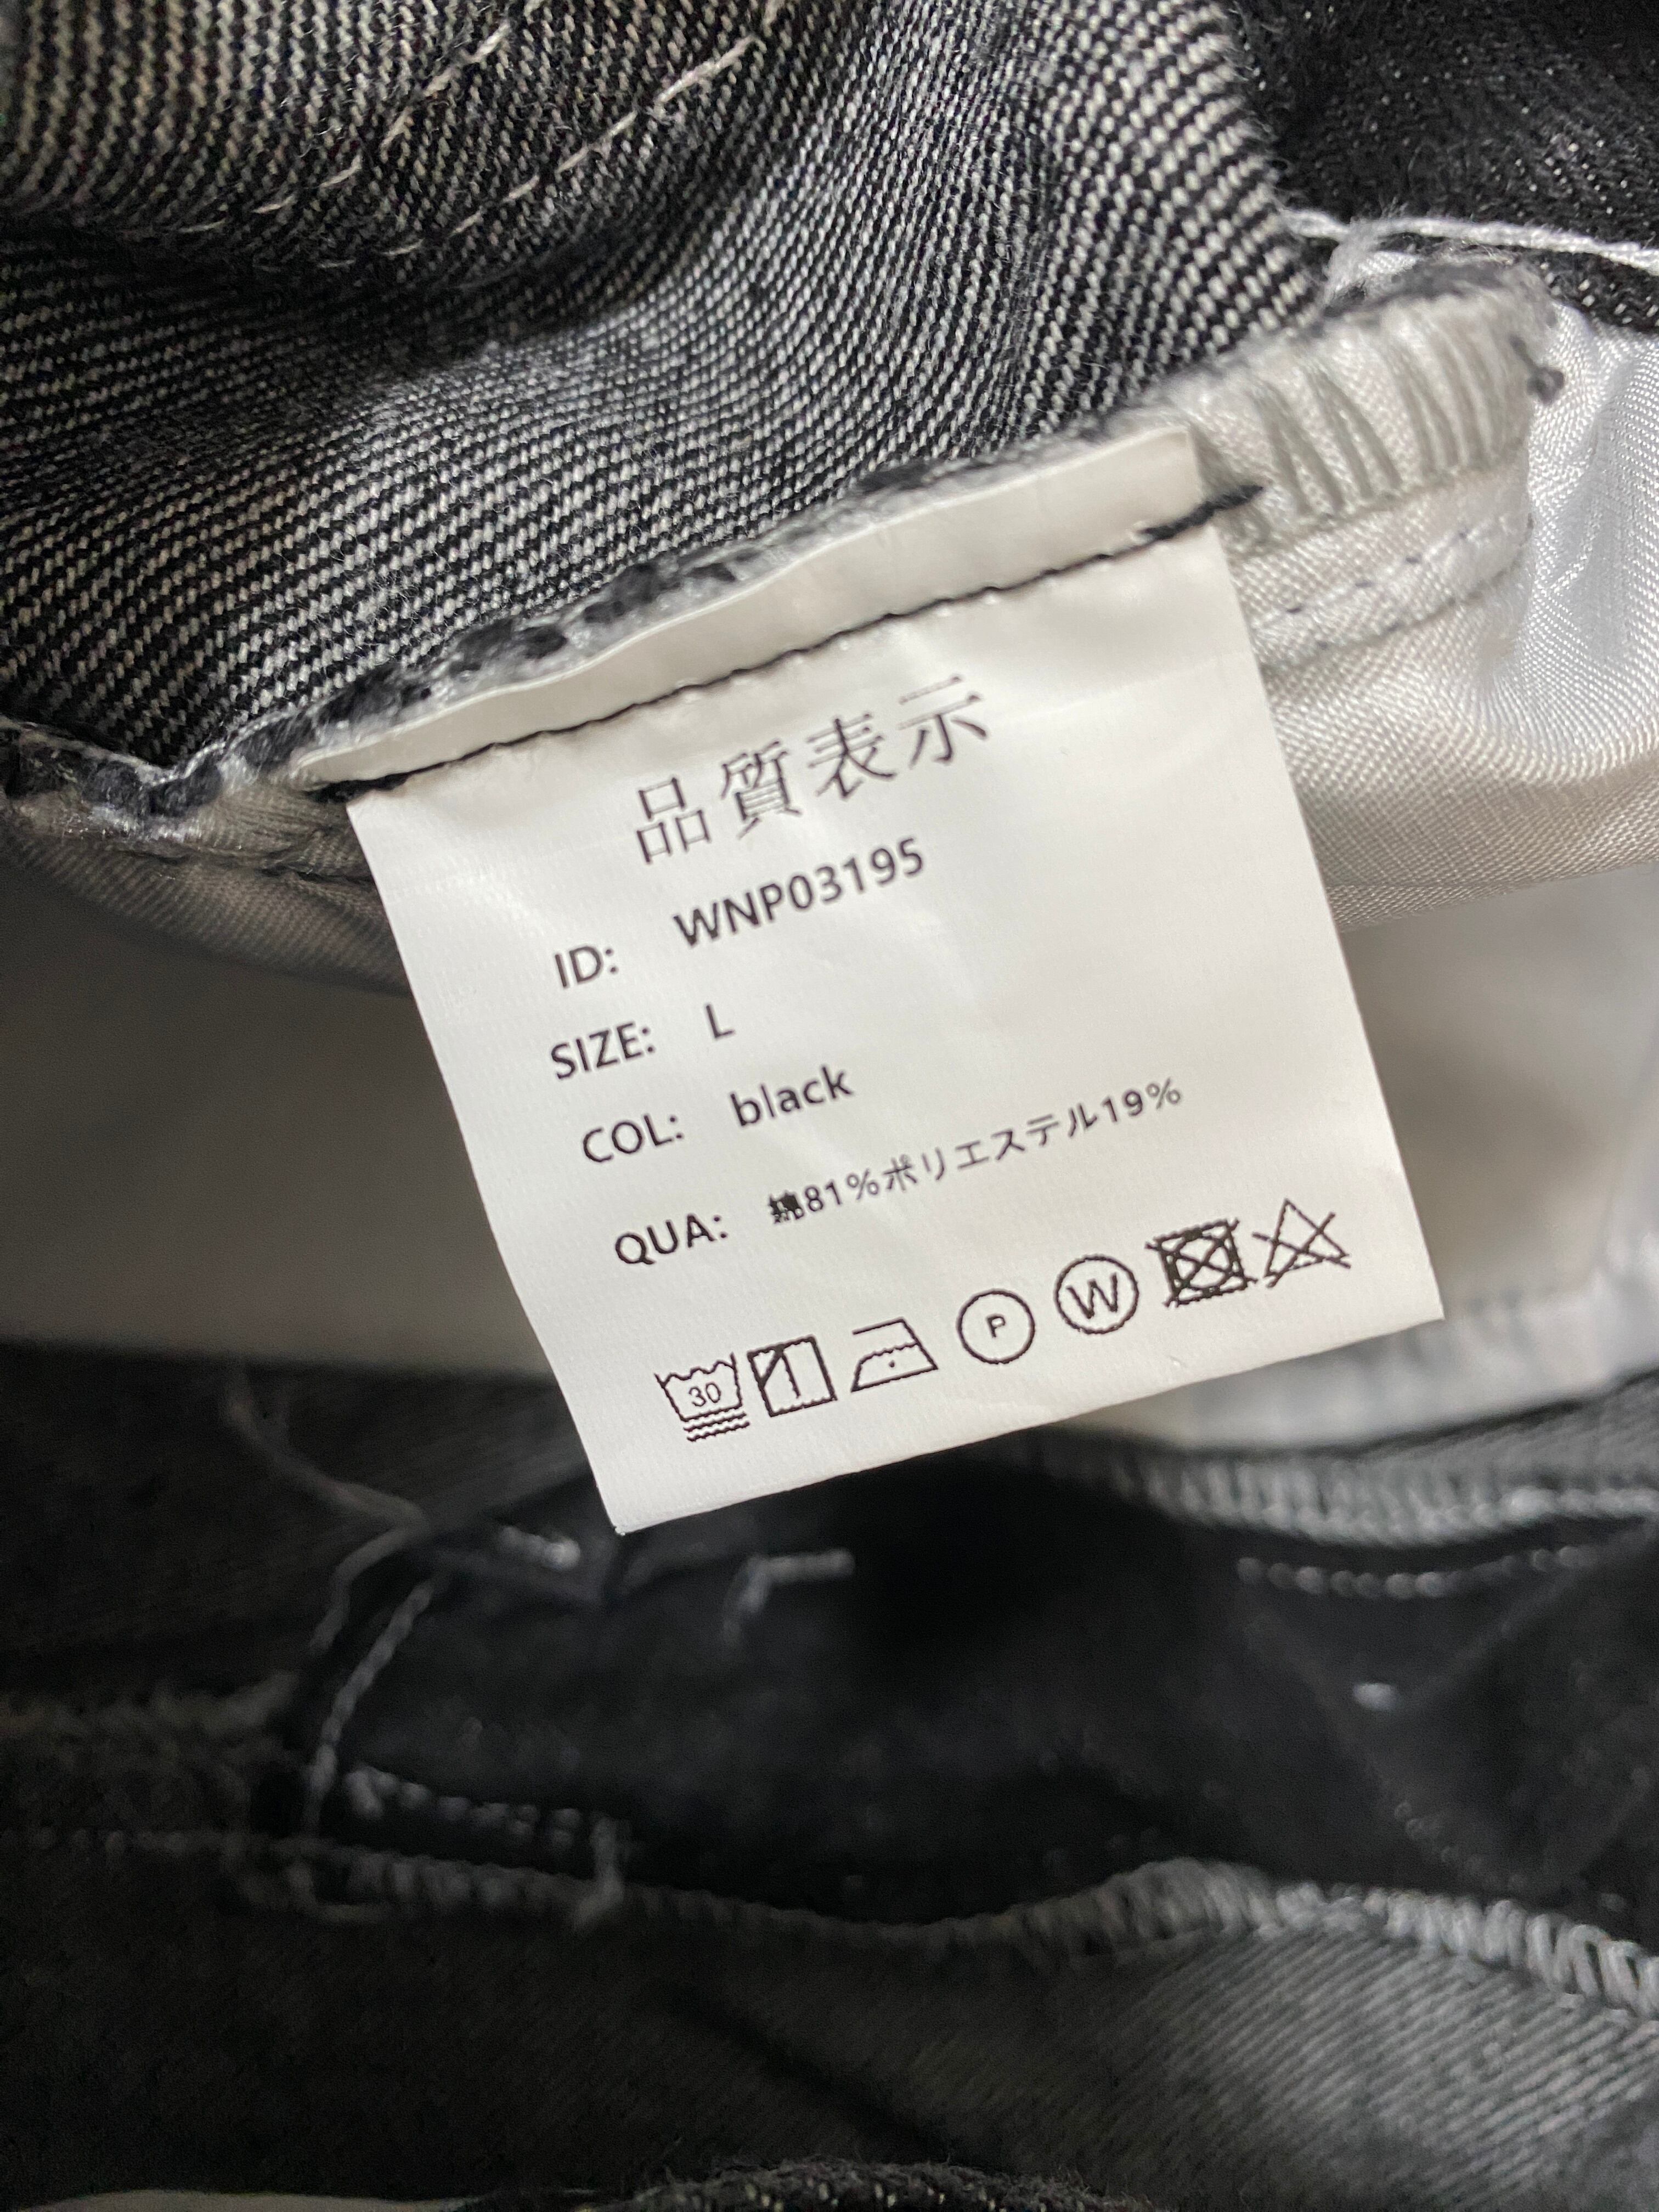 品質表示
ID: WNP03195
SIZE: L
COL: black
QUA: 綿81%ポリエステル19%
30 P W